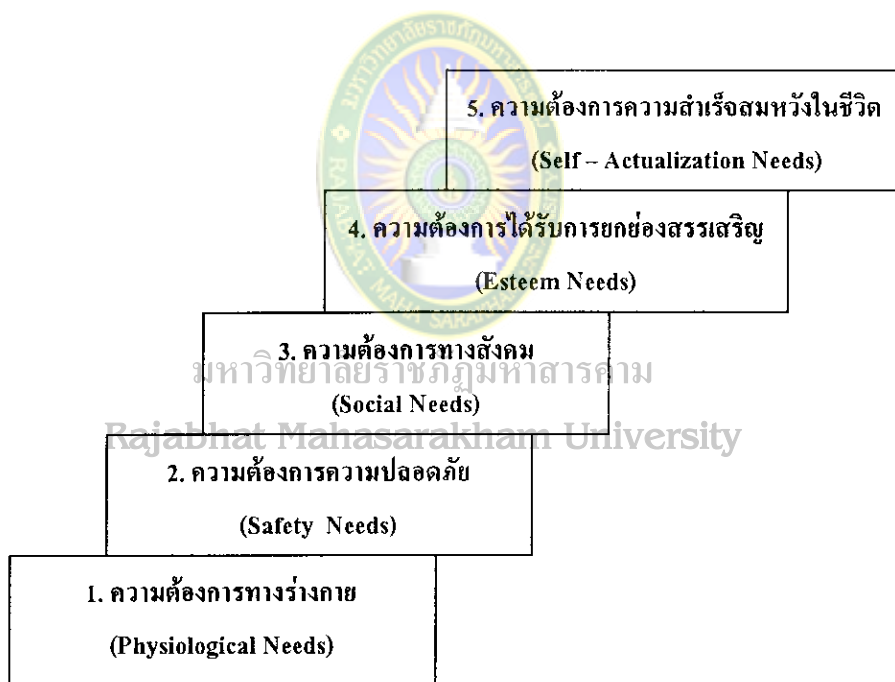 5. ความต้องการความสำเร็จสมหวังในชีวิต
(Self – Actualization Needs)
4. ความต้องการได้รับการยกย่องสรรเสริญ
(Esteem Needs)
3. ความต้องการทางสังคม
(Social Needs)
มหาวิทยาลัยราชภัฏมหาสารคาม
Rajabhat Mahasarakham University
2. ความต้องการความปลอดภัย
(Safety Needs)
1. ความต้องการทางร่างกาย
(Physiological Needs)